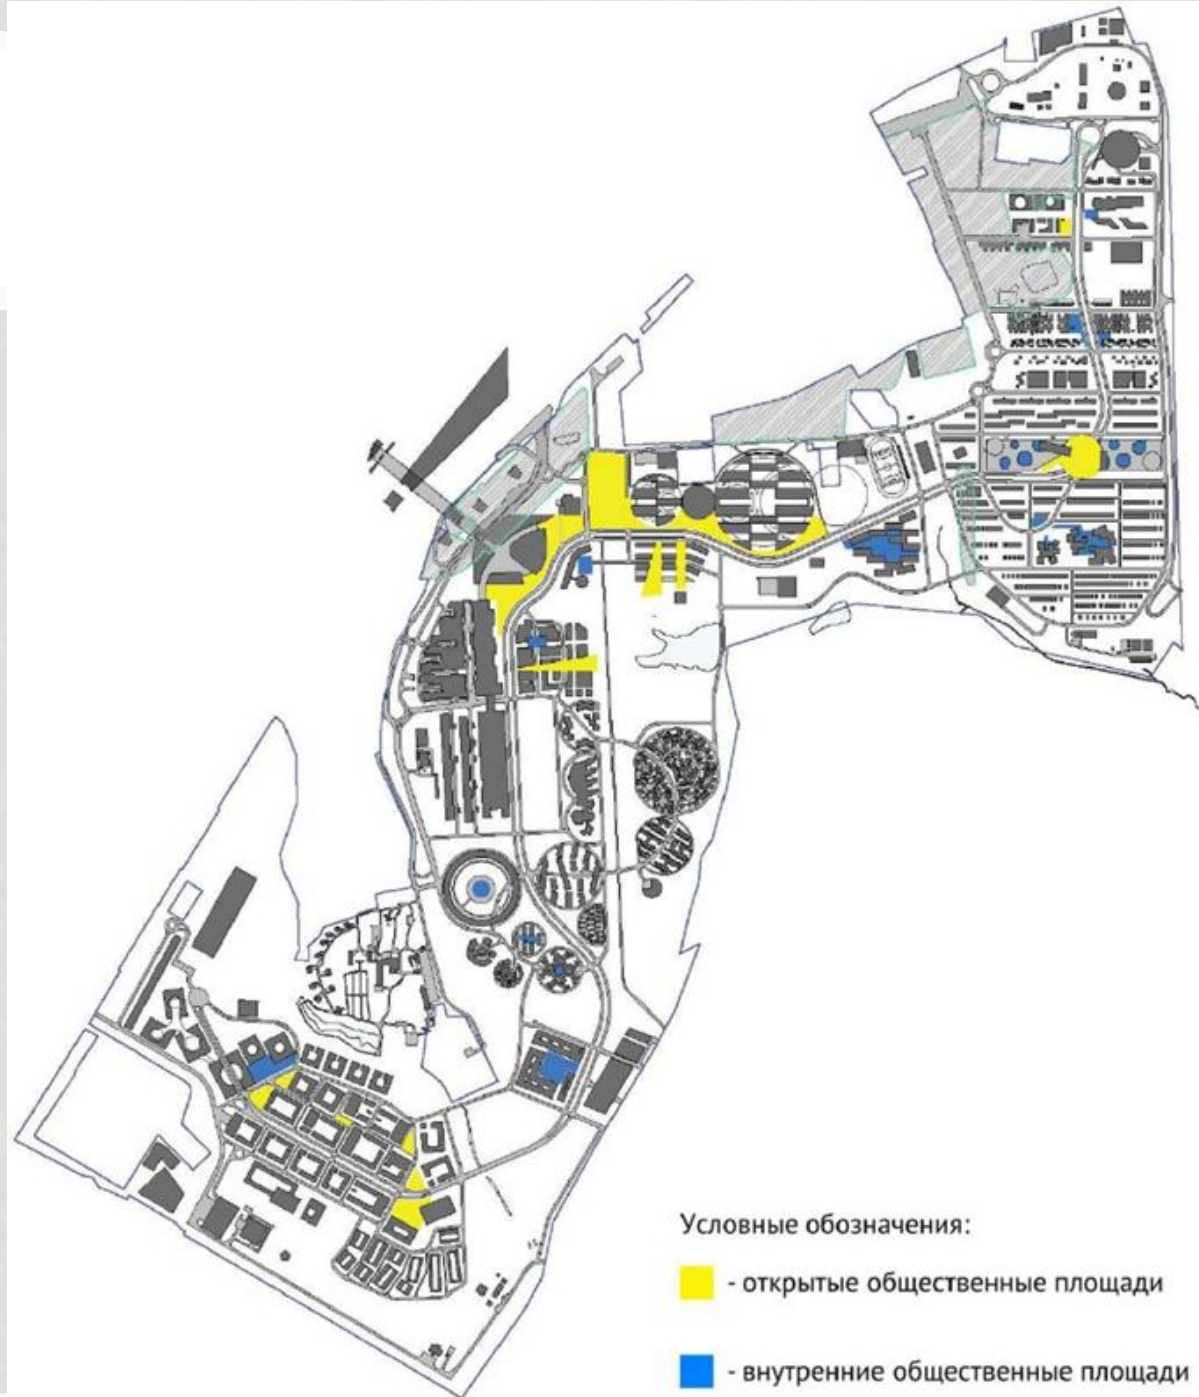 Условные обозначения:
- открытые общественные площади
- внутренние общественные площади